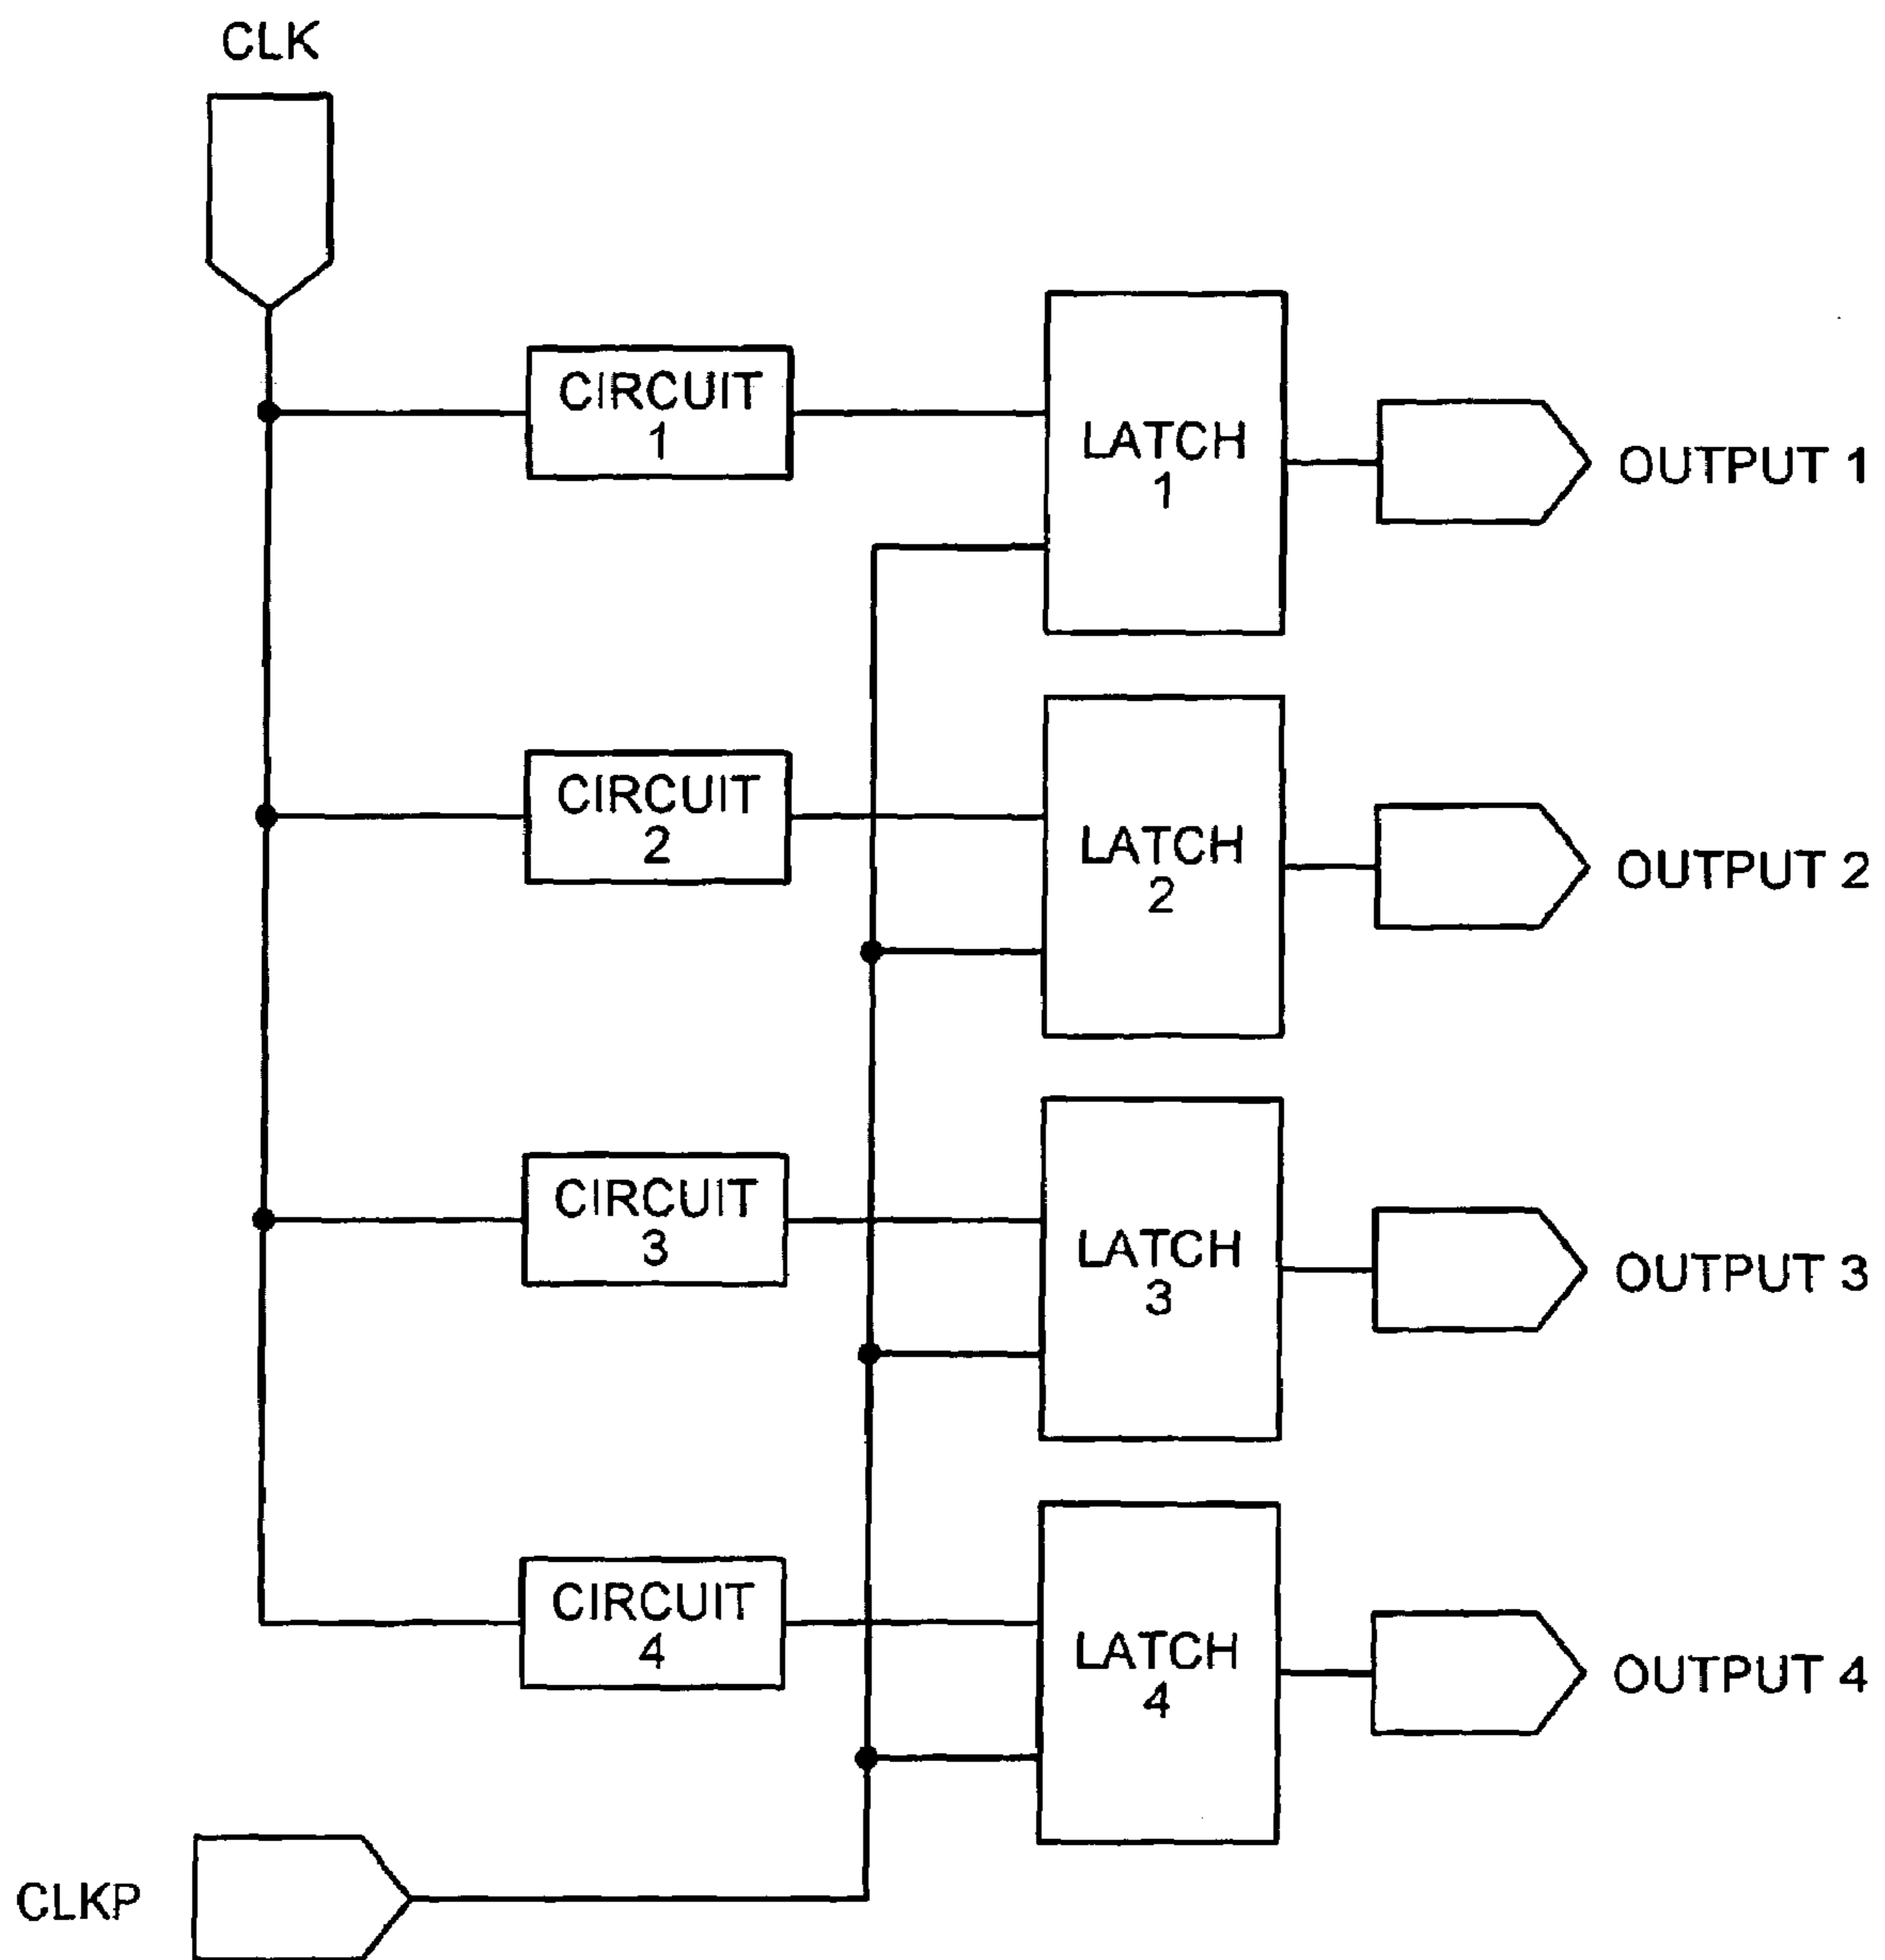 CLK
CIRCUIT
1
LATCH
1
OUTPUT 1
CIRCUIT
2
LATCH
2
OUTPUT 2
CIRCUIT
3
LATCH
3
OUTPUT 3
CIRCUIT
4
LATCH
4
OUTPUT 4
CLKP